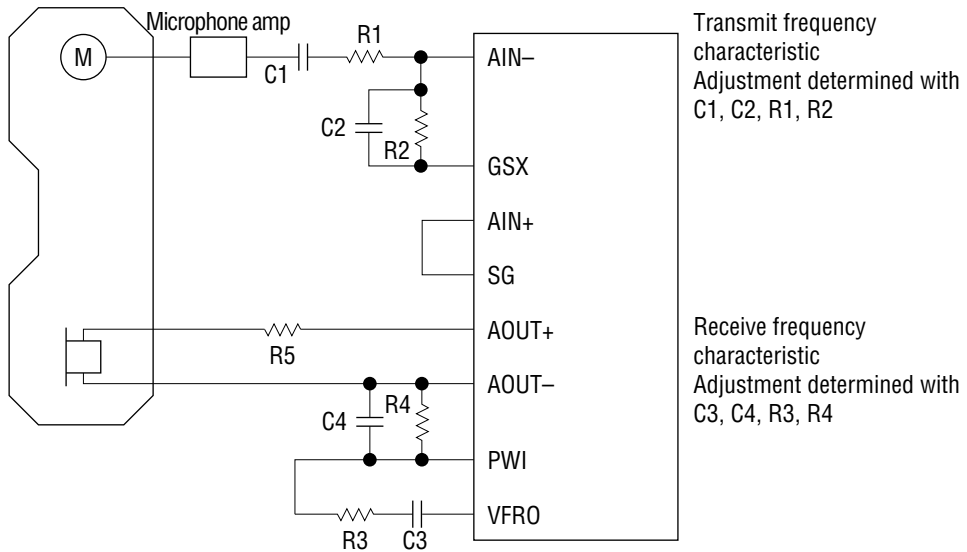 Microphone amp
M
C1
R1
C2
R2
AIN–
GSX
AIN+
SG
AOUT+
AOUT–
PWI
VFRO
R5
C4
R4
R3
C3
Transmit frequency
characteristic
Adjustment determined with
C1, C2, R1, R2
Receive frequency
characteristic
Adjustment determined with
C3, C4, R3, R4